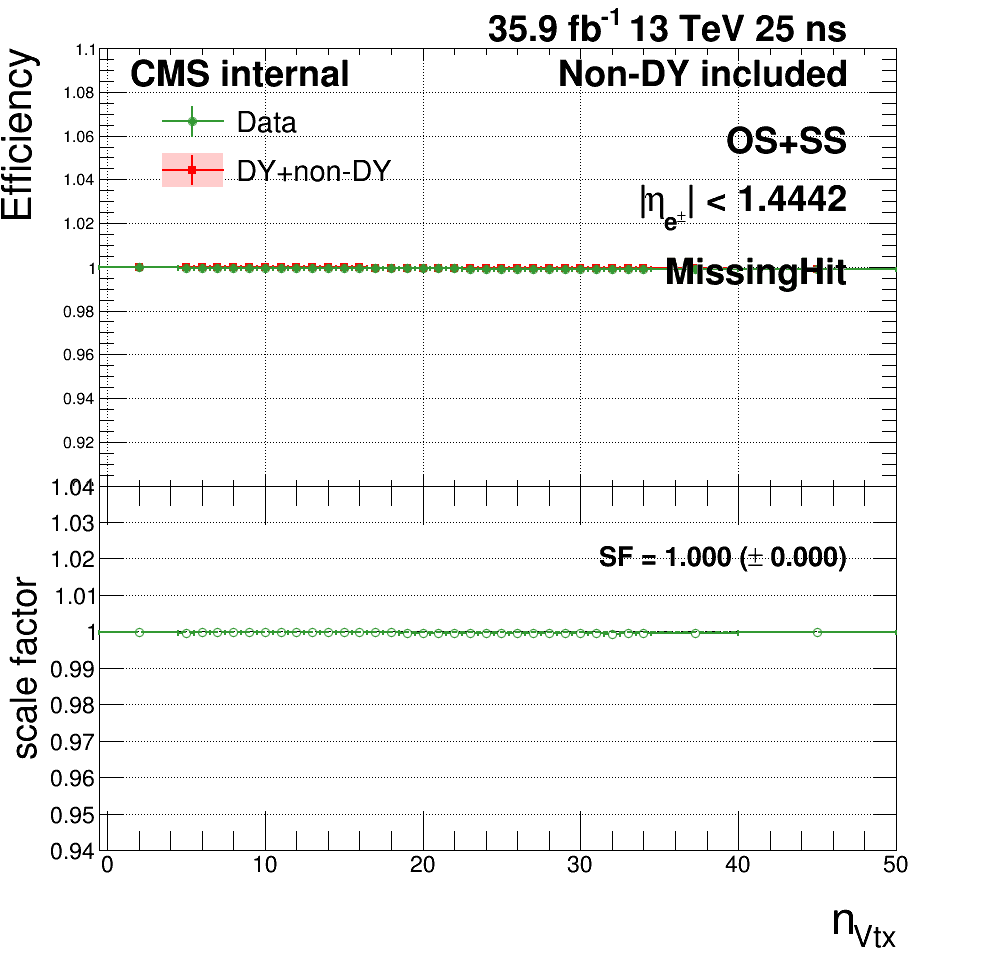 35.9 fb⁻¹ 13 TeV 25 ns
CMS internal
Non-DY included
Data
OS+SS
DY+non-DY
|η_e±| < 1.4442
MissingHit
Efficiency
1.1
1.08
1.06
1.04
1.02
1
0.98
0.96
0.94
0.92
1.04
1.03
1.02
1.01
1
0.99
0.98
0.97
0.96
0.95
0.94
SF = 1.000 (± 0.000)
scale factor
0 10 20 30 40 50
n_Vtx